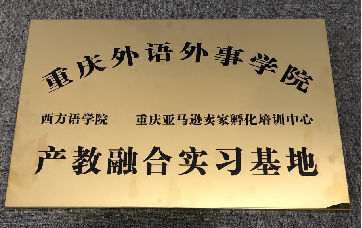 重庆外语外事学院
西方语学院 重庆亚马逊卖家孵化培训中心
产教融合实习基地